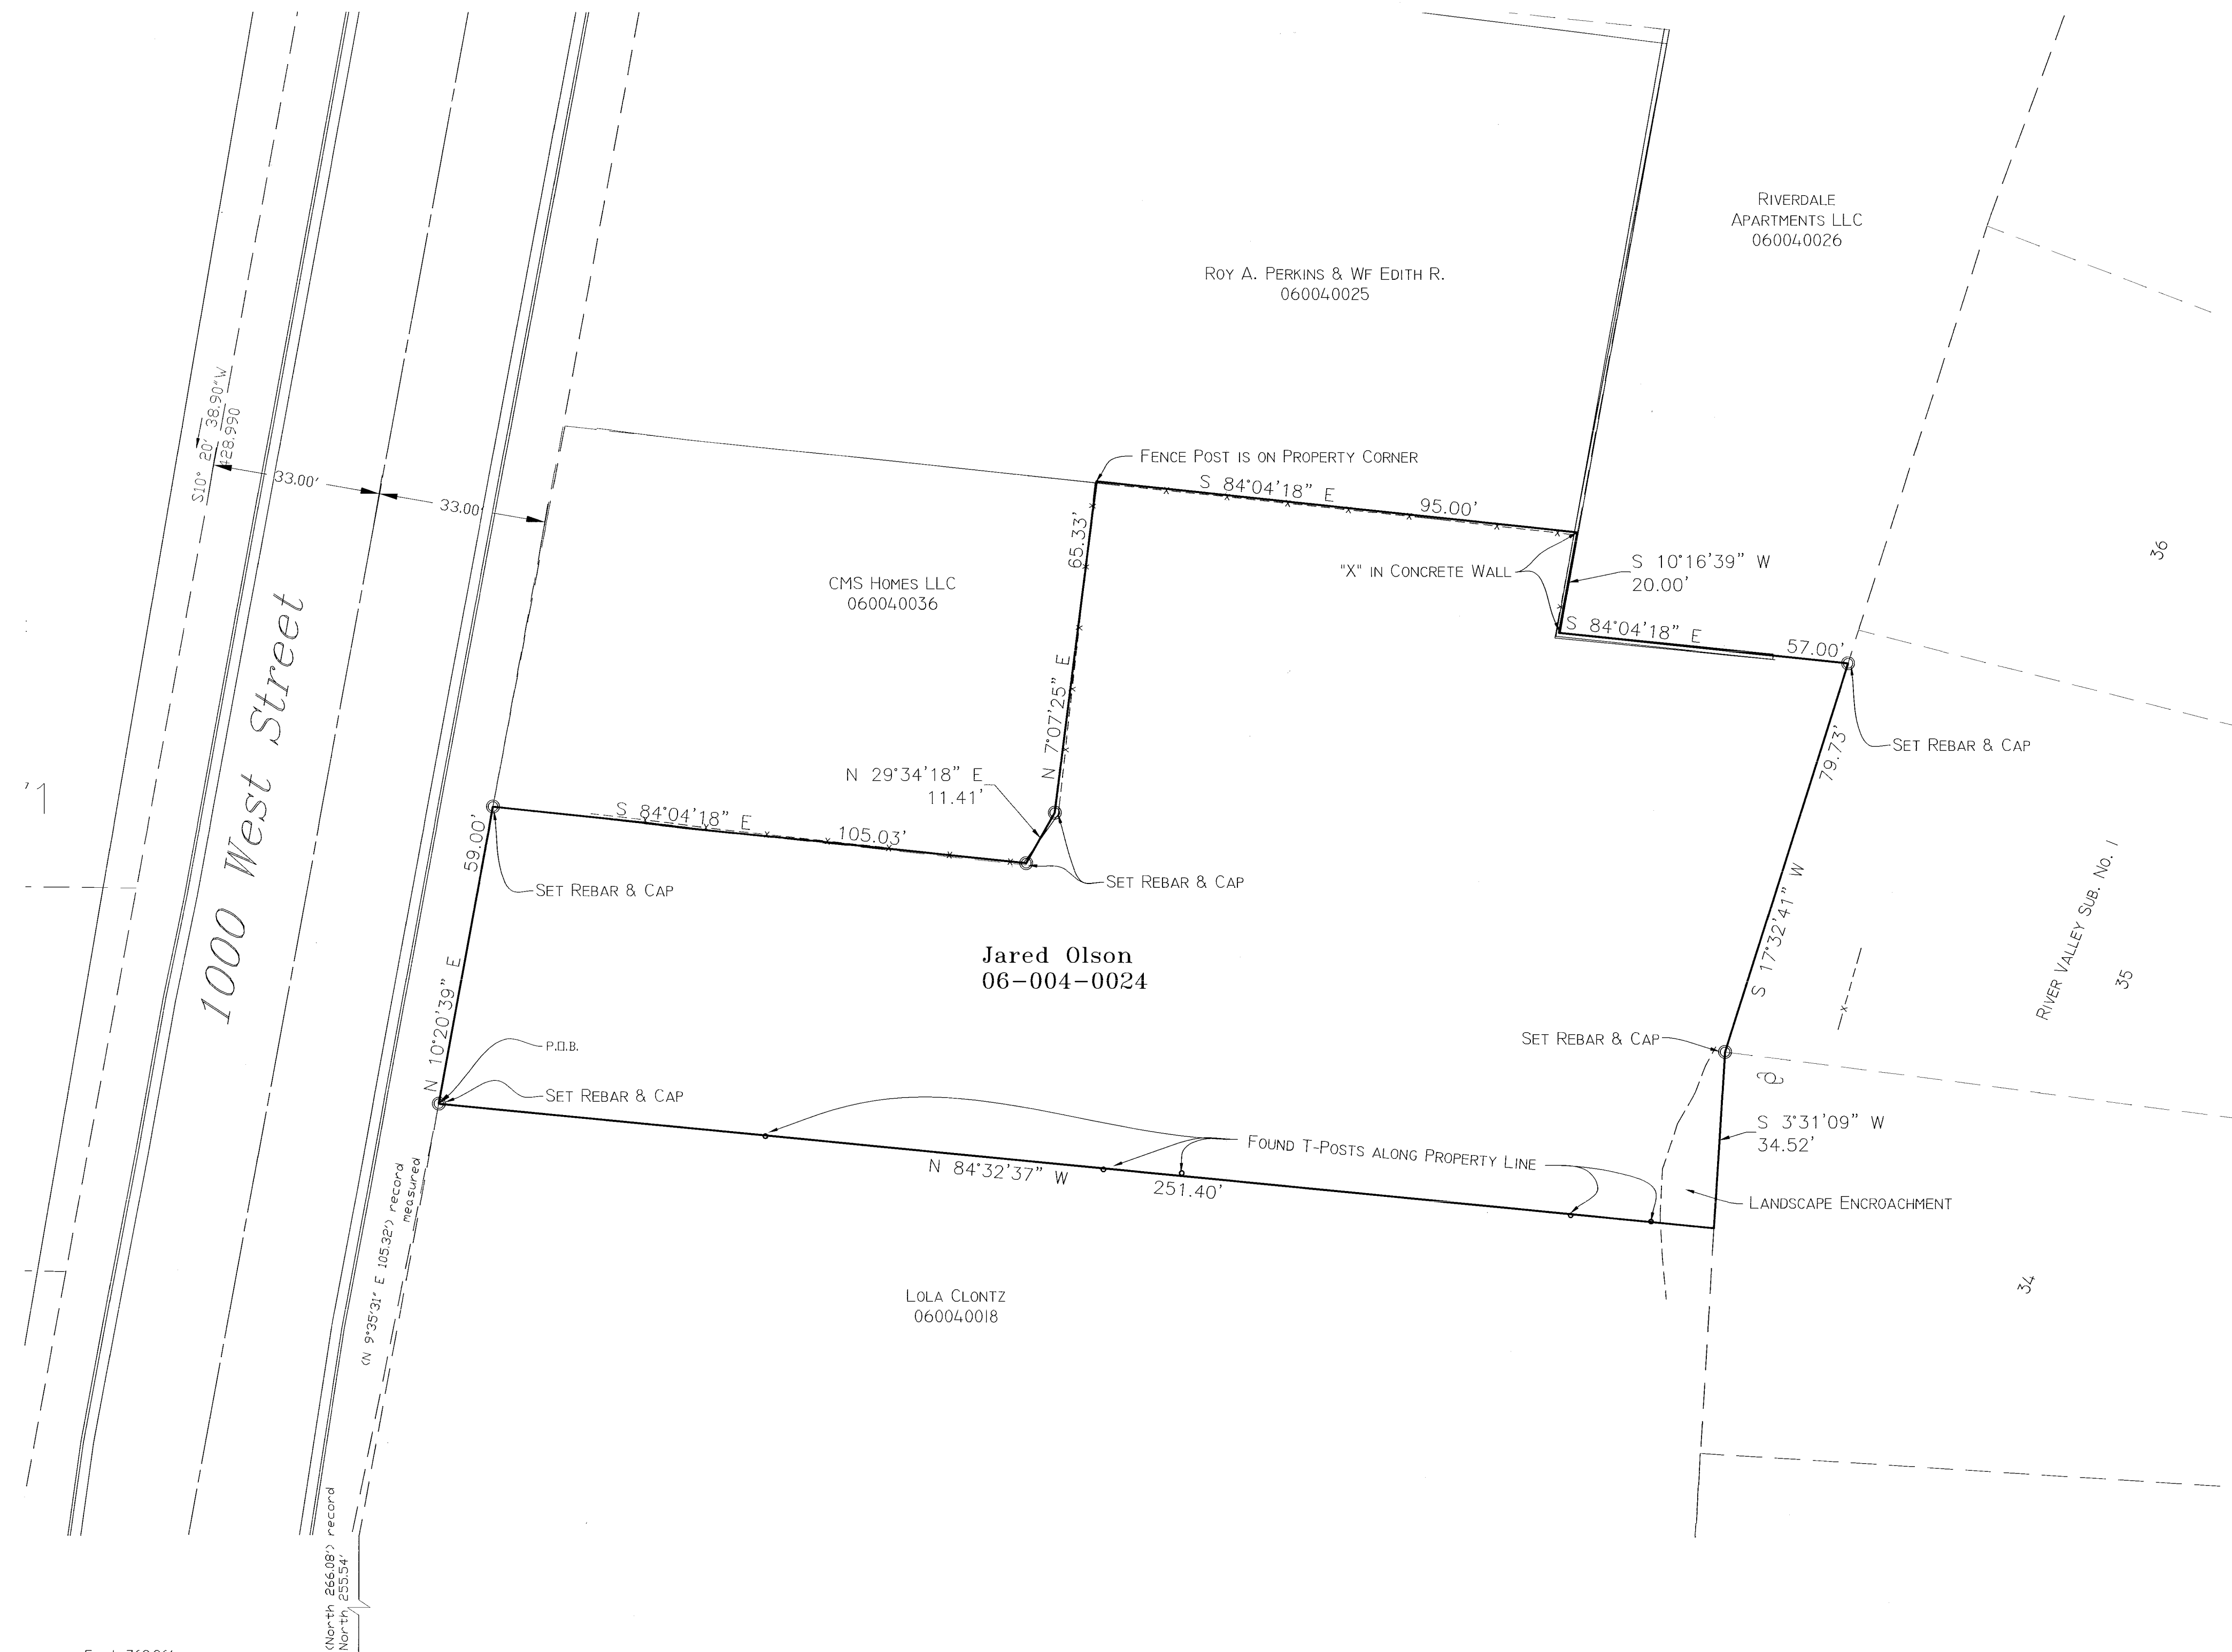 RIVERDALE
APARTMENTS LLC
060040026
ROY A. PERKINS & WF EDITH R.
060040025
S10° 20' 38.90"W
428.990
33.00'
33.00'
FENCE POST IS ON PROPERTY CORNER
S 84°04'18" E
95.00'
65.33'
N 7°07'25" E
"X" IN CONCRETE WALL
S 10°16'39" W
20.00'
S 84°04'18" E
57.00'
36
CMS HOMES LLC
060040036
1000 West Street
SET REBAR & CAP
79.73'
S 17°32'41" W
N 29°34'18" E
11.41'
S 84°04'18" E
105.03'
59.00'
N 10°20'39" E
SET REBAR & CAP
SET REBAR & CAP
'1
Jared Olson
06-004-0024
RIVER VALLEY SUB. NO. 1
35
SET REBAR & CAP
P.O.B.
SET REBAR & CAP
S 3°31'09" W
34.52'
FOUND T-POSTS ALONG PROPERTY LINE
N 84°32'37" W
251.40'
LANDSCAPE ENCROACHMENT
34
LOLA CLONTZ
060040018
(N 9°35'31" E 105.32') record
measured
(North 266.08') record
North 255.54'